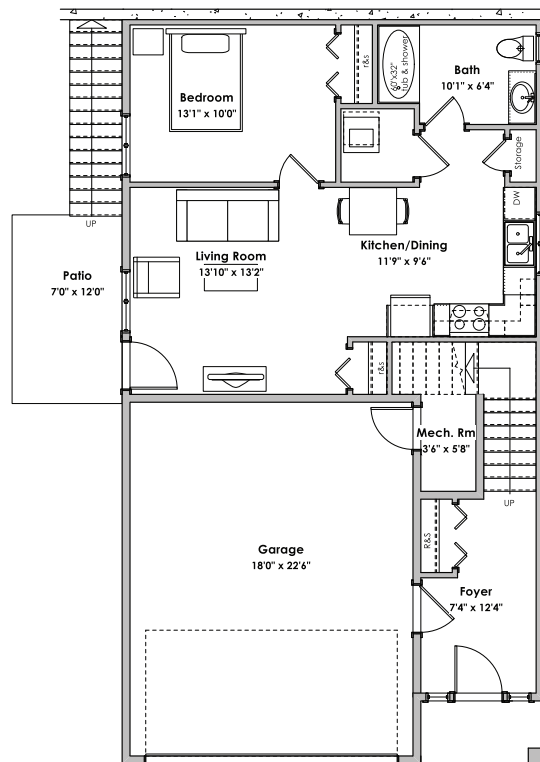 r&s
60"x32"
tub & shower
Bath
10'1" x 6'4"
Bedroom
13'1" x 10'0"
Storage
DW
UP
Living Room
13'10" x 13'2"
Kitchen/Dining
11'9" x 9'6"
Patio
7'0" x 12'0"
r&s
Mech. Rm
3'6" x 5'8"
UP
R&S
Garage
18'0" x 22'6"
Foyer
7'4" x 12'4"